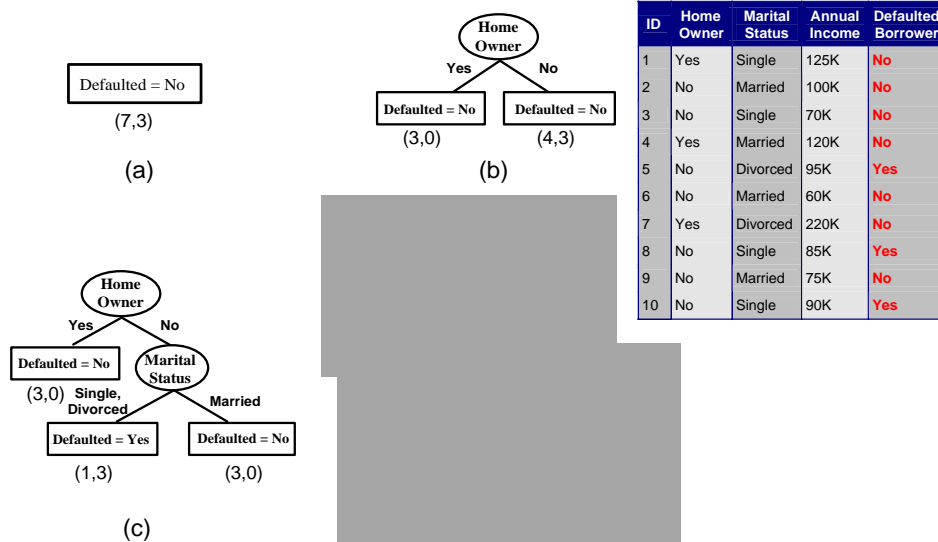 Defaulted = No
(7,3)
(a)
Home
Owner
Yes No
Defaulted = No Defaulted = No
(3,0) (4,3)
(b)
Home
Owner
Yes No
Defaulted = No
Marital
Status
(3,0)
Single,
Divorced
Married
Defaulted = Yes Defaulted = No
(1,3) (3,0)
(c)
ID Home Owner Marital Status Annual Income Defaulted Borrower
1 Yes Single 125K No
2 No Married 100K No
3 No Single 70K No
4 Yes Married 120K No
5 No Divorced 95K Yes
6 No Married 60K No
7 Yes Divorced 220K No
8 No Single 85K Yes
9 No Married 75K No
10 No Single 90K Yes